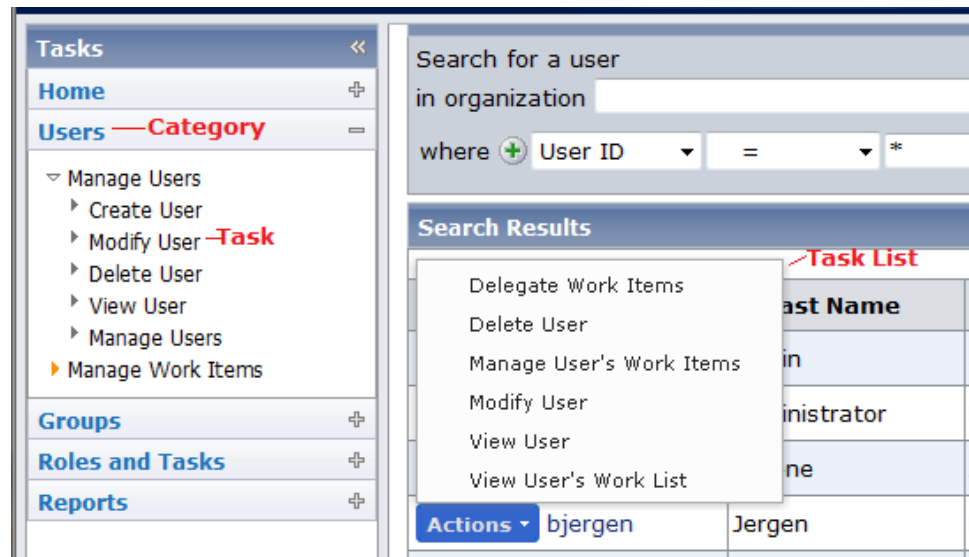 Tasks
Home
Users Category
Manage Users
Create User
Modify User Task
Delete User
View User
Manage Users
Manage Work Items
Groups
Roles and Tasks
Reports
Search for a user
in organization
where User ID = *
Search Results
Task List
Delegate Work Items
Delete User
Manage User's Work Items
Modify User
View User
View User's Work List
ast Name
in
inistrator
ne
Actions bjergen Jergen